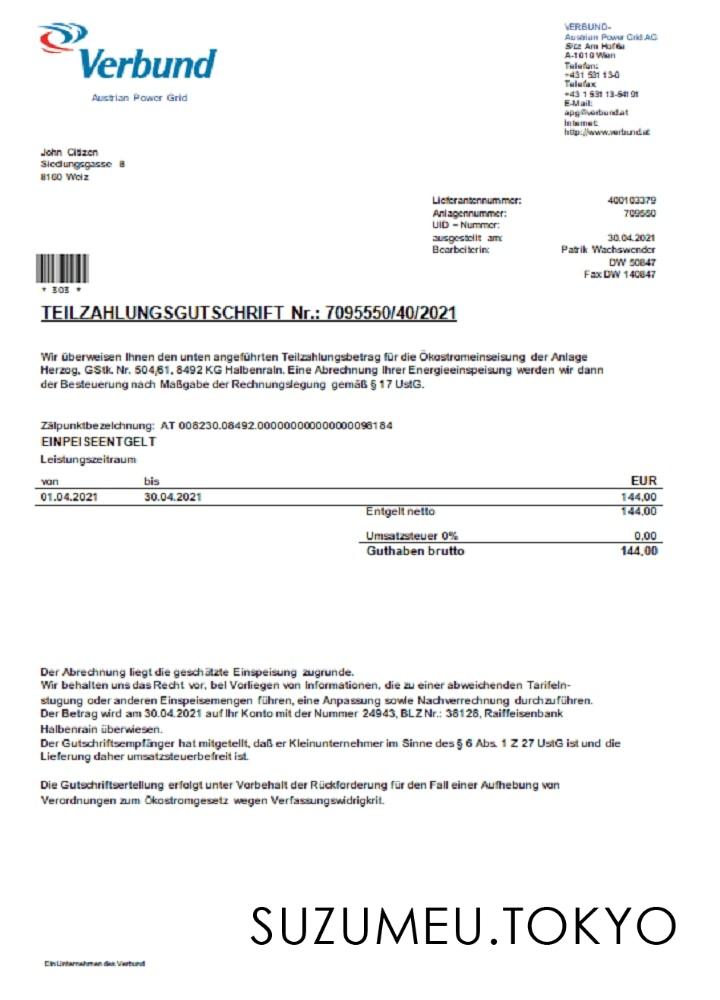 Verbund
Austrian Power Grid
VERBUND-
Austrian Power Grid AG
Sitz Am Hof 6a
A-1010 Wien
Telefon:
+431 531 13-0
Telefax
+43 1 531 13-54191
E-Mail:
apg@verbund.at
Internet:
http://www.verbund.at
John Citizen
Siedlungsgasse 8
8160 Weiz
Lieferantennummer: 400103379
Anlagennummer: 709550
UID – Nummer:
ausgestellt am: 30.04.2021
Bearbeiterin: Patrik Wachswender
DW 50847
Fax DW 140847
* 303 *
TEILZAHLUNGSGUTSCHRIFT Nr.: 7095550/40/2021
Wir überweisen Ihnen den unten angeführten Teilzahlungsbetrag für die Ökostromeinseisung der Anlage
Herzog, GStk. Nr. 504/61, 8492 KG Halbenraln. Eine Abrechnung Ihrer Energieeinspeisung werden wir dann
der Besteuerung nach Maßgabe der Rechnungslegung gemäß § 17 UstG.
Zälpunktbezeichnung: AT 008230.08492.00000000000000098184
EINPEISEENTGELT
Leistungszeitraum
von bis EUR
01.04.2021 30.04.2021 144,00
Entgelt netto 144,00
Umsatzsteuer 0% 0,00
Guthaben brutto 144,00
Der Abrechnung liegt die geschätzte Einspeisung zugrunde.
Wir behalten uns das Recht vor, bei Vorliegen von Informationen, die zu einer abweichenden Tarifeln-
stugung oder anderen Einspeisemengen führen, eine Anpassung sowie Nachverrechnung durchzuführen.
Der Betrag wird am 30.04.2021 auf Ihr Konto mit der Nummer 24943, BLZ Nr.: 38128, Raiffeisenbank
Halbenrain überwiesen.
Der Gutschriftsempfänger hat mitgetellt, daß er Kleinunternehmer im Sinne des § 6 Abs. 1 Z 27 UstG ist und die
Lieferung daher umsatzsteuerbefreit ist.
Die Gutschriftsertellung erfolgt unter Vorbehalt der Rückforderung für den Fall einer Aufhebung von
Verordnungen zum Ökostromgesetz wegen Verfassungswidrigkrit.
SUZUMEU.TOKYO
Ein Unternehmen des Verbund